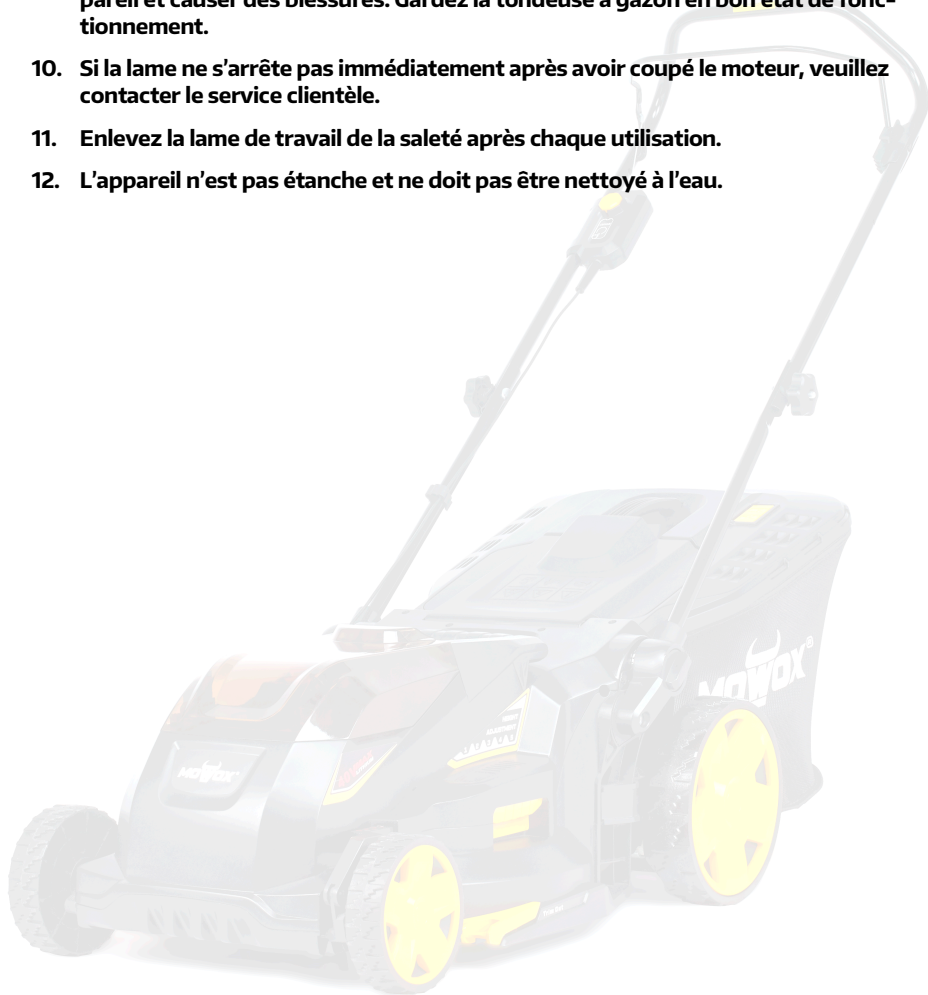 pareil et causer des blessures. Gardez la tondeuse à gazon en bon état de fonc-
tionnement.
10. Si la lame ne s’arrête pas immédiatement après avoir coupé le moteur, veuillez
contacter le service clientèle.
11. Enlevez la lame de travail de la saleté après chaque utilisation.
12. L’appareil n’est pas étanche et ne doit pas être nettoyé à l’eau.
MOWOX®
MOWOX